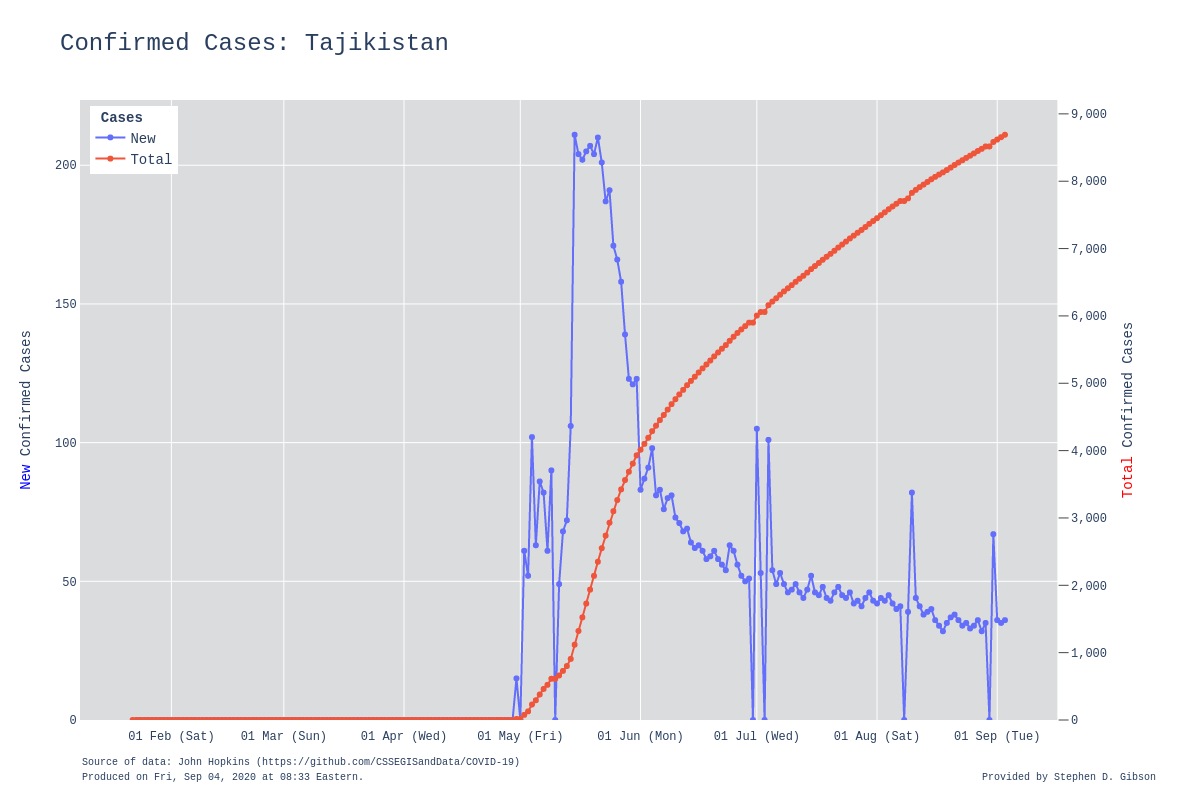 Confirmed Cases: Tajikistan
Cases
New
Total
200
150
100
50
0
9,000
8,000
7,000
6,000
5,000
4,000
3,000
2,000
1,000
0
New Confirmed Cases
Total Confirmed Cases
01 Feb (Sat)
01 Mar (Sun)
01 Apr (Wed)
01 May (Fri)
01 Jun (Mon)
01 Jul (Wed)
01 Aug (Sat)
01 Sep (Tue)
Source of data: John Hopkins (https://github.com/CSSEGISandData/COVID-19)
Produced on Fri, Sep 04, 2020 at 08:33 Eastern.
Provided by Stephen D. Gibson